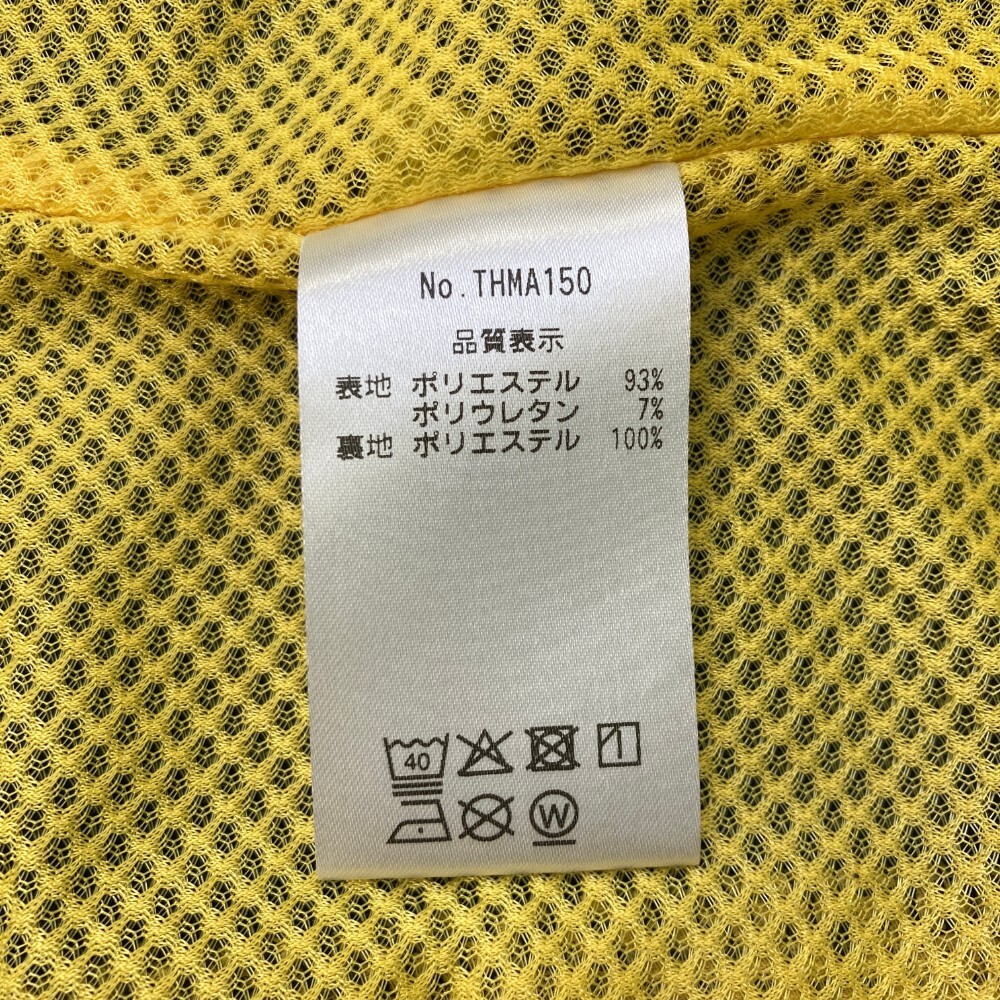 No.THMA150
品質表示
表地 ポリエステル 93%
ポリウレタン 7%
裏地 ポリエステル 100%
40
W